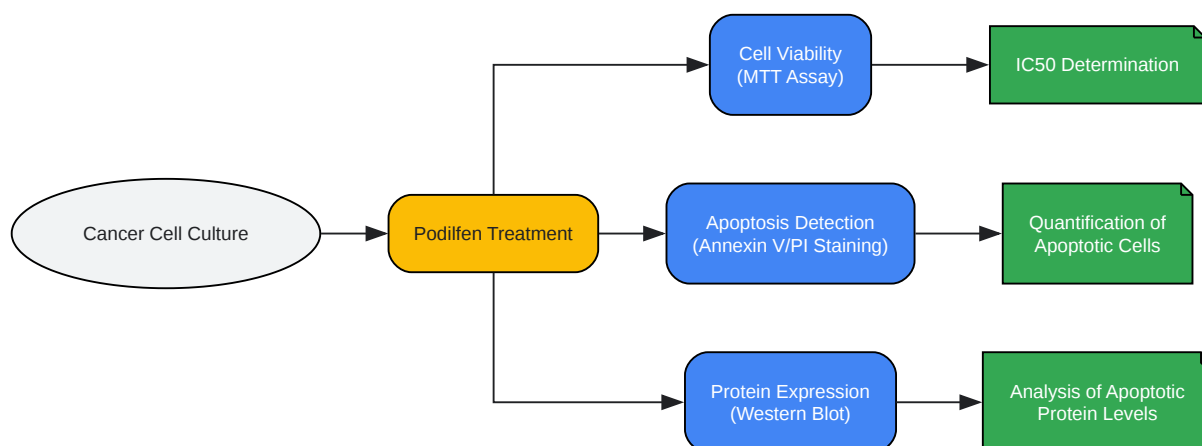 Cell Viability
(MTT Assay)
IC50 Determination
Cancer Cell Culture
Podilfen Treatment
Apoptosis Detection
(Annexin V/PI Staining)
Quantification of
Apoptotic Cells
Protein Expression
(Western Blot)
Analysis of Apoptotic
Protein Levels